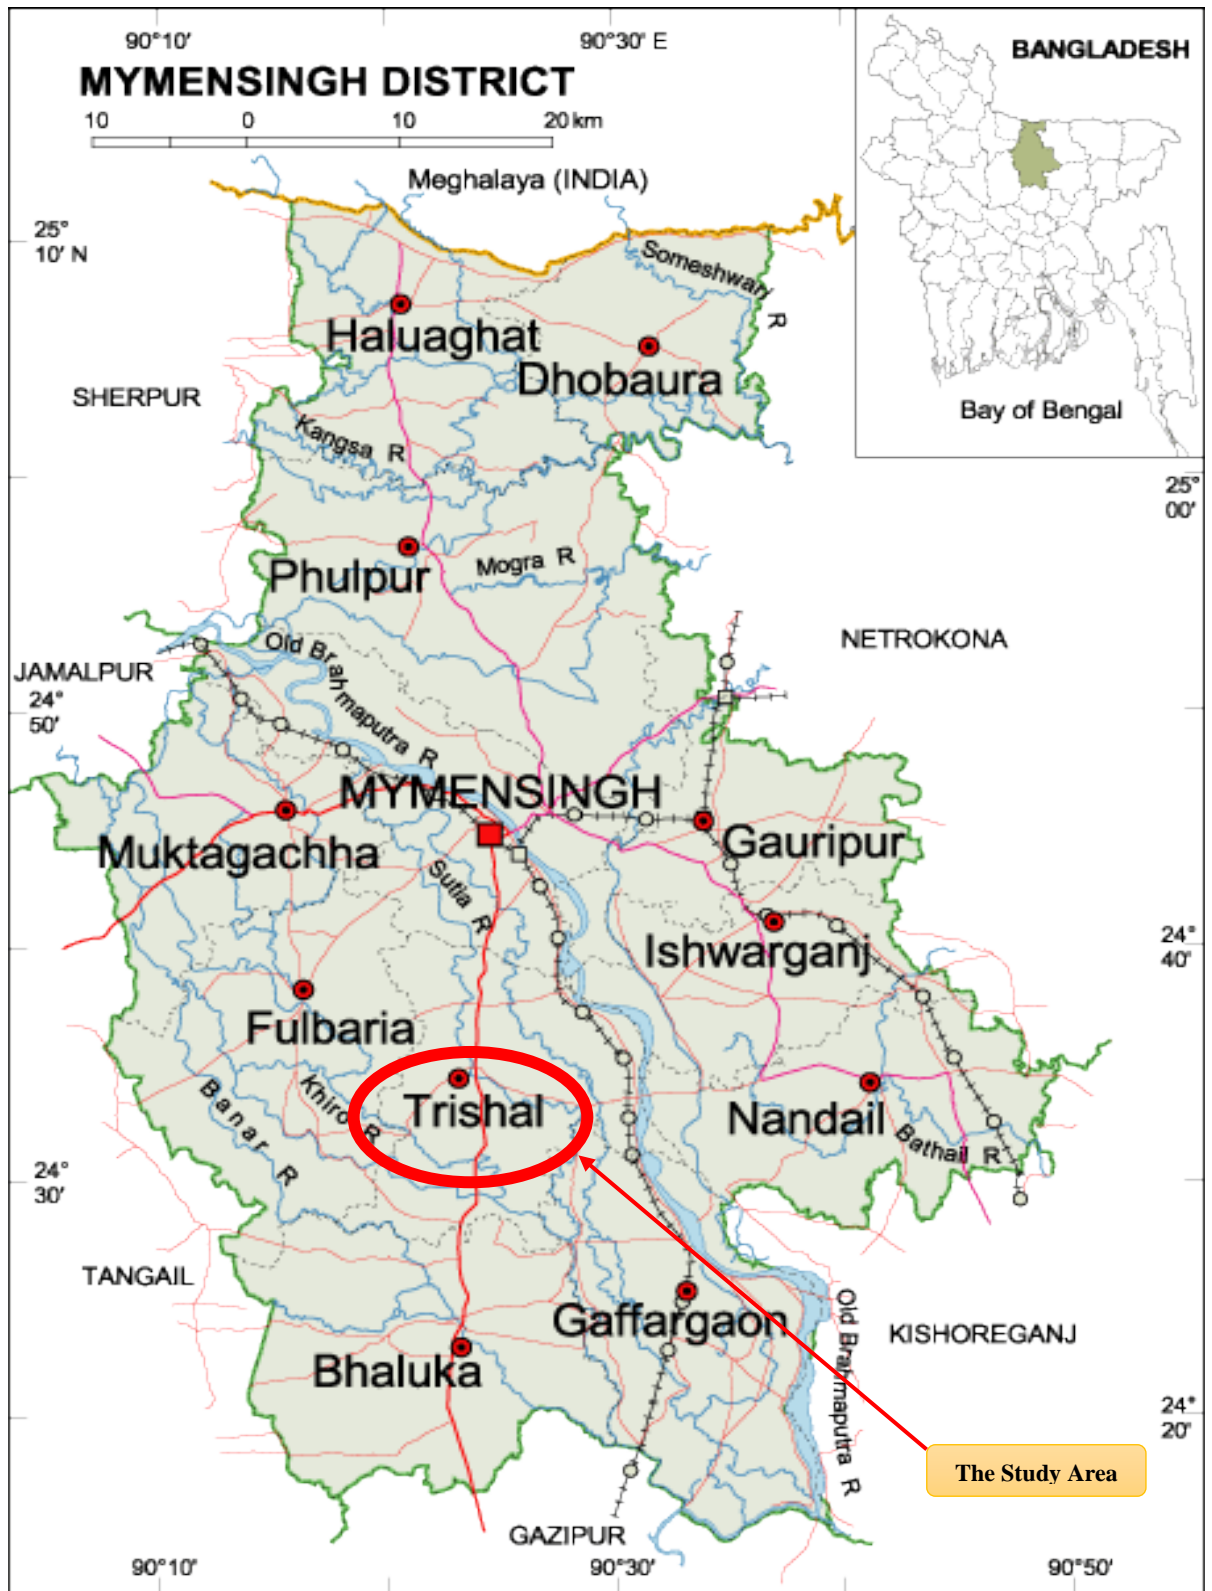 90°10'
90°30' E
MYMENSINGH DISTRICT
10 0 10 20 km
BANGLADESH
Bay of Bengal
Meghalaya (INDIA)
25°
10' N
Someshwari R
Haluaghat
Dhobaura
SHERPUR
Kangsa R
25°
00'
Phulpur
Mogra R
Old Brahmaputra R
NETROKONA
JAMALPUR
24°
50'
MYMENSINGH
Muktagachha
Gauripur
Sutia R
Ishwarganj
24°
40'
Fulbaria
Banar R
Khiro R
Trishal
Nandail
Bathail R
24°
30'
TANGAIL
Gaffargaon
Old Brahmaputra R
KISHOREGANJ
Bhaluka
24°
20'
The Study Area
GAZIPUR
90°10'
90°30'
90°50'